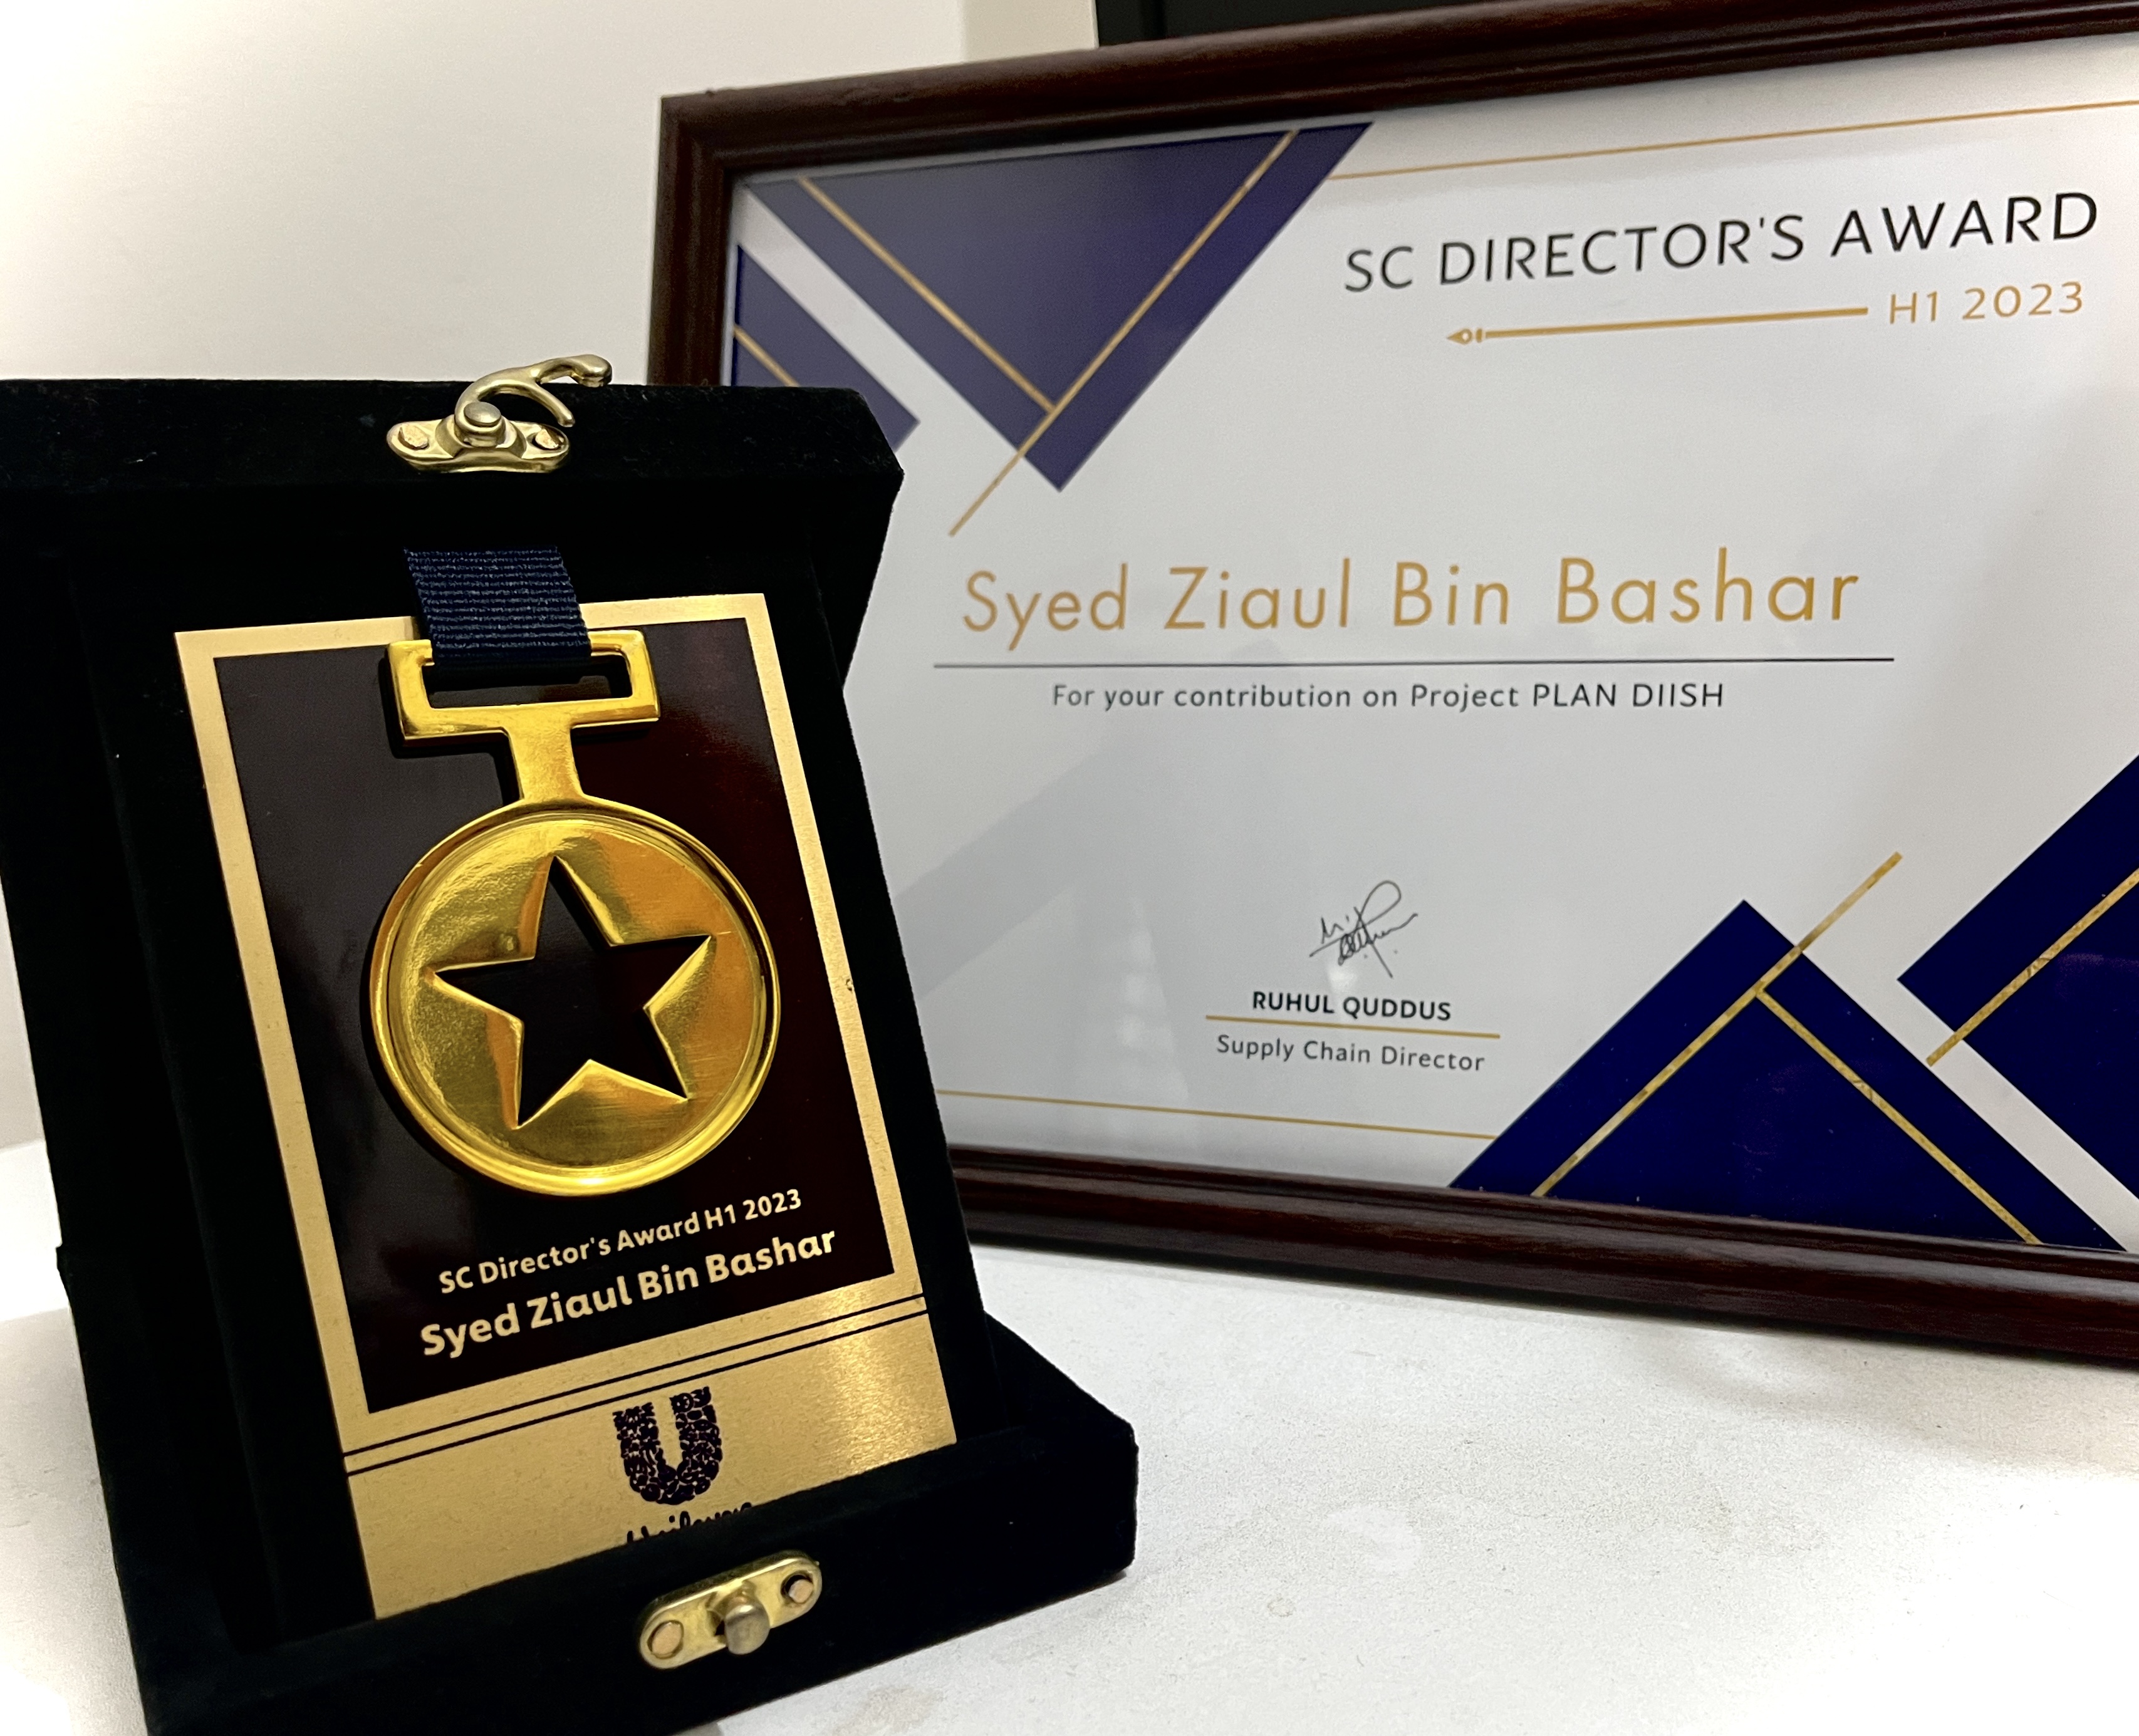 SC DIRECTOR'S AWARD
H1 2023
Syed Ziaul Bin Bashar
For your contribution on Project PLAN DIISH
RUHUL QUDDUS
Supply Chain Director
SC Director's Award H1 2023
Syed Ziaul Bin Bashar